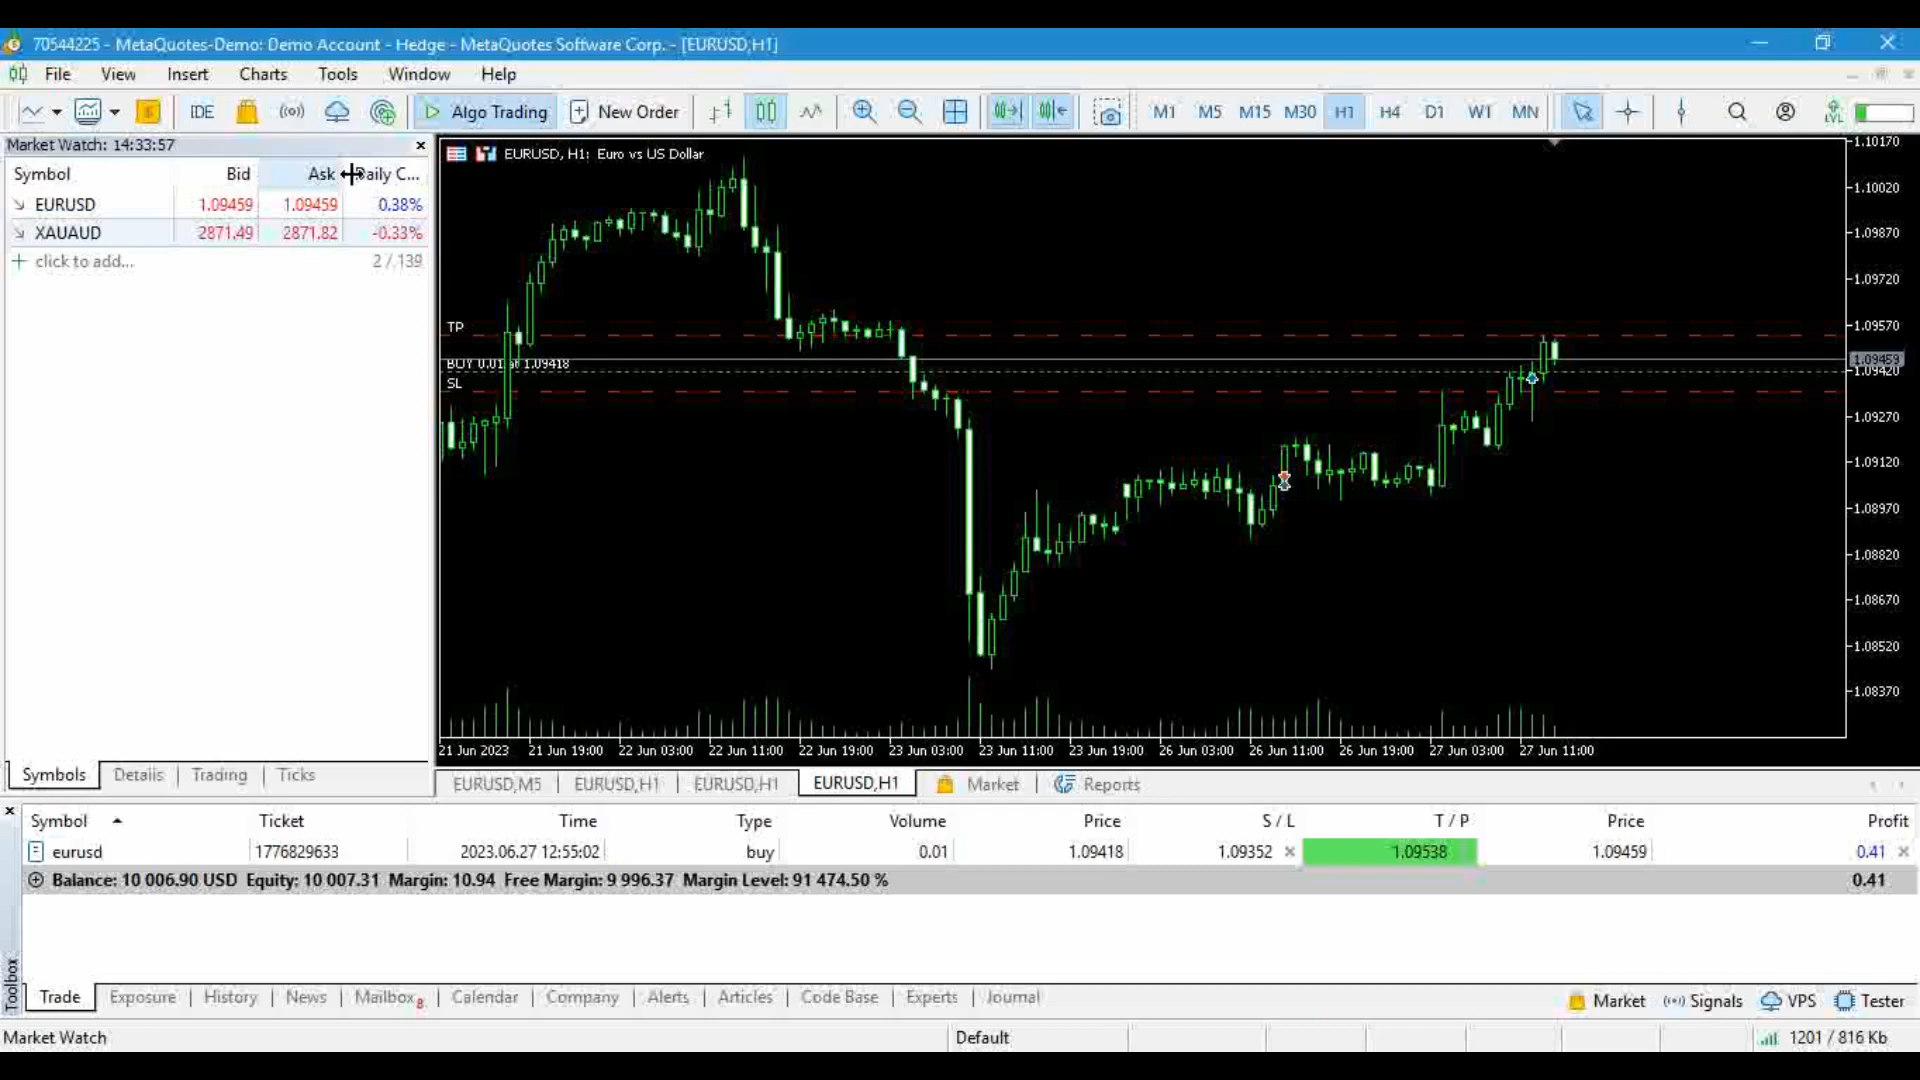 70544225 - MetaQuotes-Demo: Demo Account - Hedge - MetaQuotes Software Corp. - [EURUSD,H1]
File View Insert Charts Tools Window Help
IDE Algo Trading New Order M1 M5 M15 M30 H1 H4 D1 W1 MN
Market Watch: 14:33:57
Symbol Bid Ask Daily C...
EURUSD 1.09459 1.09459 0.38%
XAUAUD 2871.49 2871.82 -0.33%
click to add... 2 / 139
Symbols Details Trading Ticks
EURUSD, H1: Euro vs US Dollar
TP
BUY 0.01 at 1.09418
SL
1.10170
1.10020
1.09870
1.09720
1.09570
1.09459
1.09420
1.09270
1.09120
1.08970
1.08820
1.08670
1.08520
1.08370
21 Jun 2023 21 Jun 19:00 22 Jun 03:00 22 Jun 11:00 22 Jun 19:00 23 Jun 03:00 23 Jun 11:00 23 Jun 19:00 26 Jun 03:00 26 Jun 11:00 26 Jun 19:00 27 Jun 03:00 27 Jun 11:00
EURUSD,M5 EURUSD,H1 EURUSD,H1 EURUSD,H1 Market Reports
Symbol Ticket Time Type Volume Price S / L T / P Price Profit
eurusd 1776829633 2023.06.27 12:55:02 buy 0.01 1.09418 1.09352 1.09538 1.09459 0.41
Balance: 10 006.90 USD Equity: 10 007.31 Margin: 10.94 Free Margin: 9 996.37 Margin Level: 91 474.50 % 0.41
Toolbox
Trade Exposure History News Mailbox 8 Calendar Company Alerts Articles Code Base Experts Journal
Market Signals VPS Tester
Market Watch Default 1201 / 816 Kb